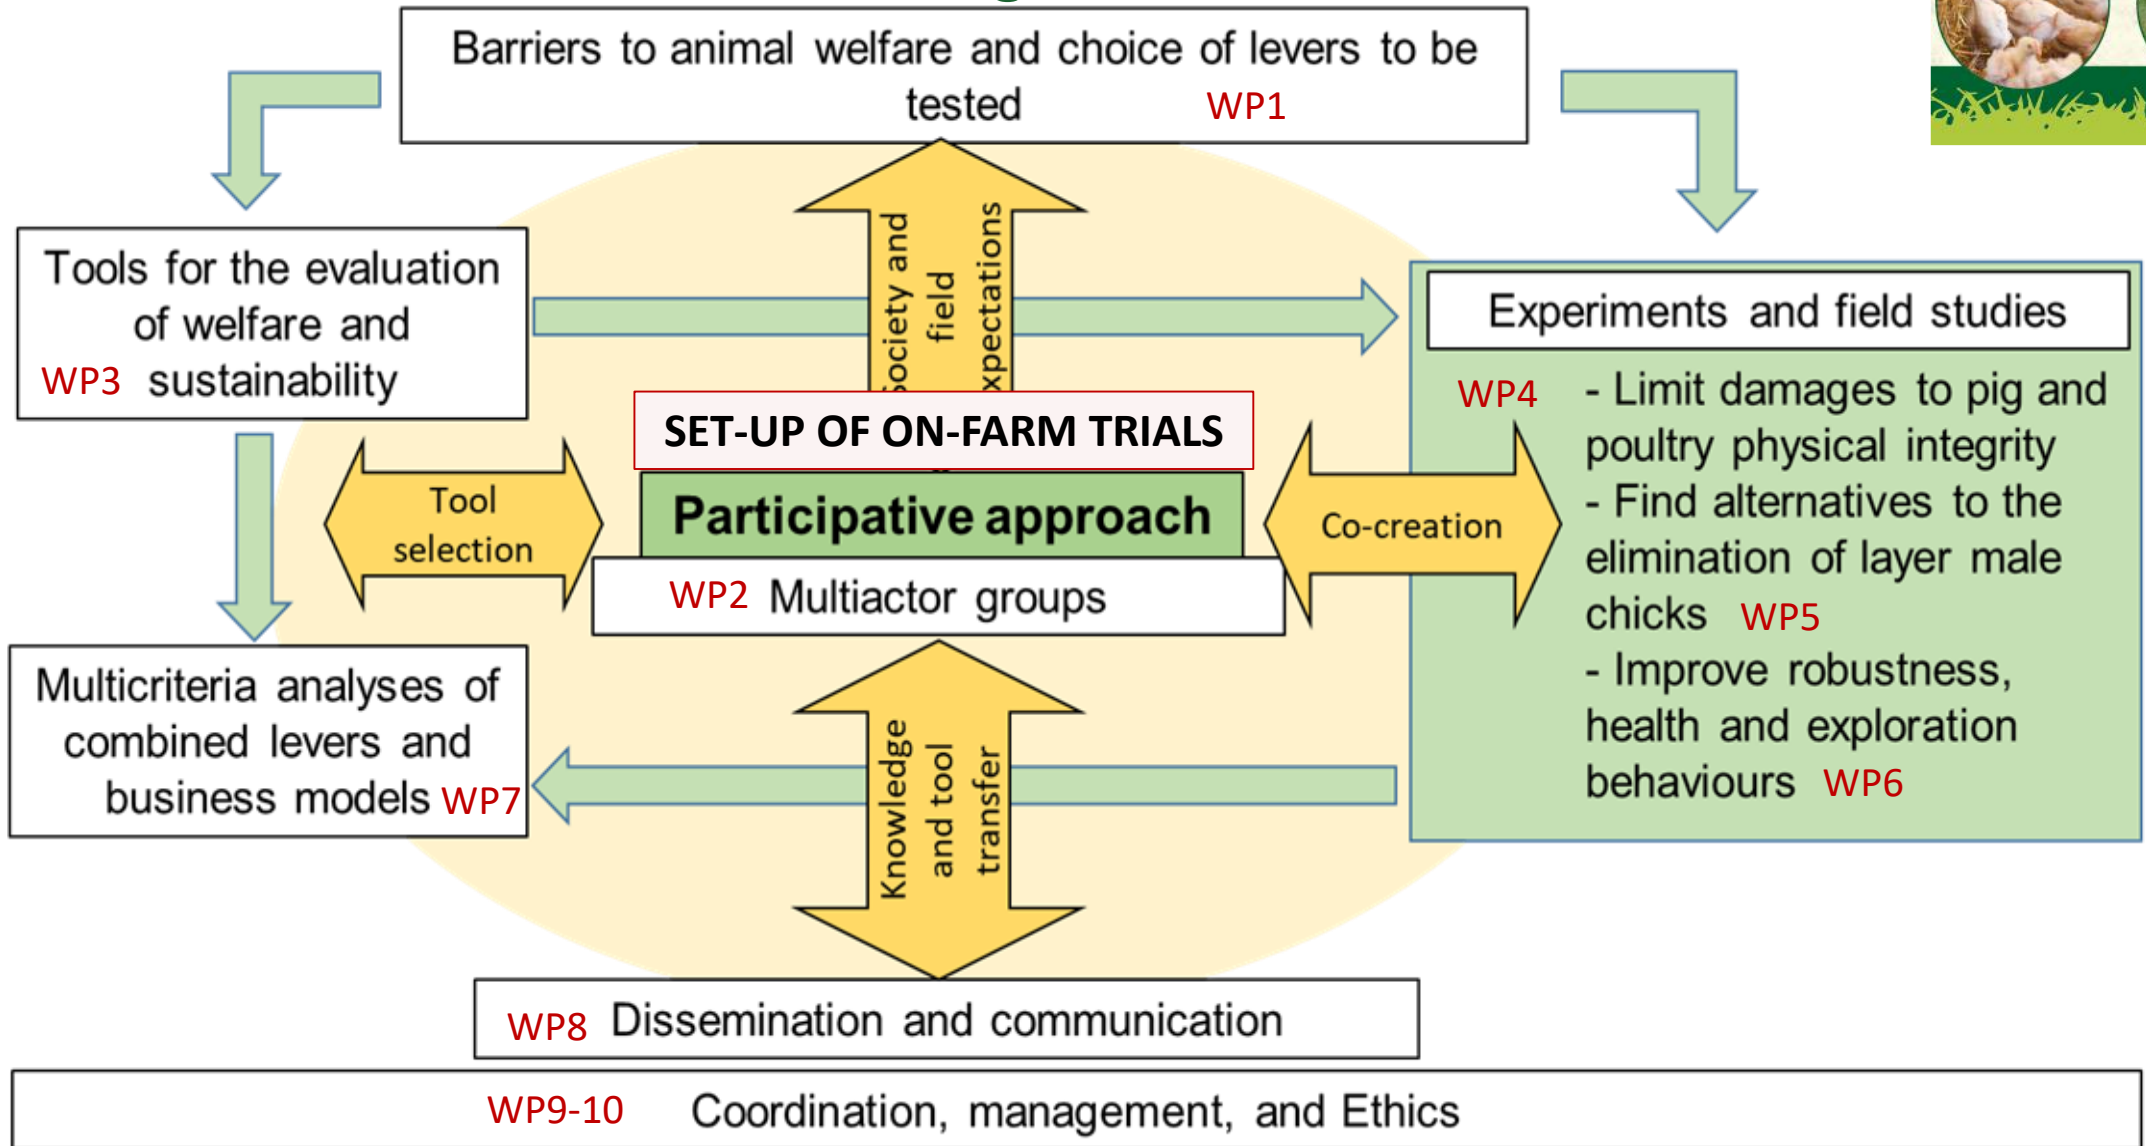 Barriers to animal welfare and choice of levers to be
tested WP1
Society and
field
xpectations
Tools for the evaluation
of welfare and
WP3 sustainability
Experiments and field studies
WP4 - Limit damages to pig and
poultry physical integrity
- Find alternatives to the
elimination of layer male
chicks WP5
- Improve robustness,
health and exploration
behaviours WP6
SET-UP OF ON-FARM TRIALS
Tool
selection
Participative approach
Co-creation
WP2 Multiactor groups
Multicriteria analyses of
combined levers and
business models WP7
Knowledge
and tool
transfer
WP8 Dissemination and communication
WP9-10 Coordination, management, and Ethics